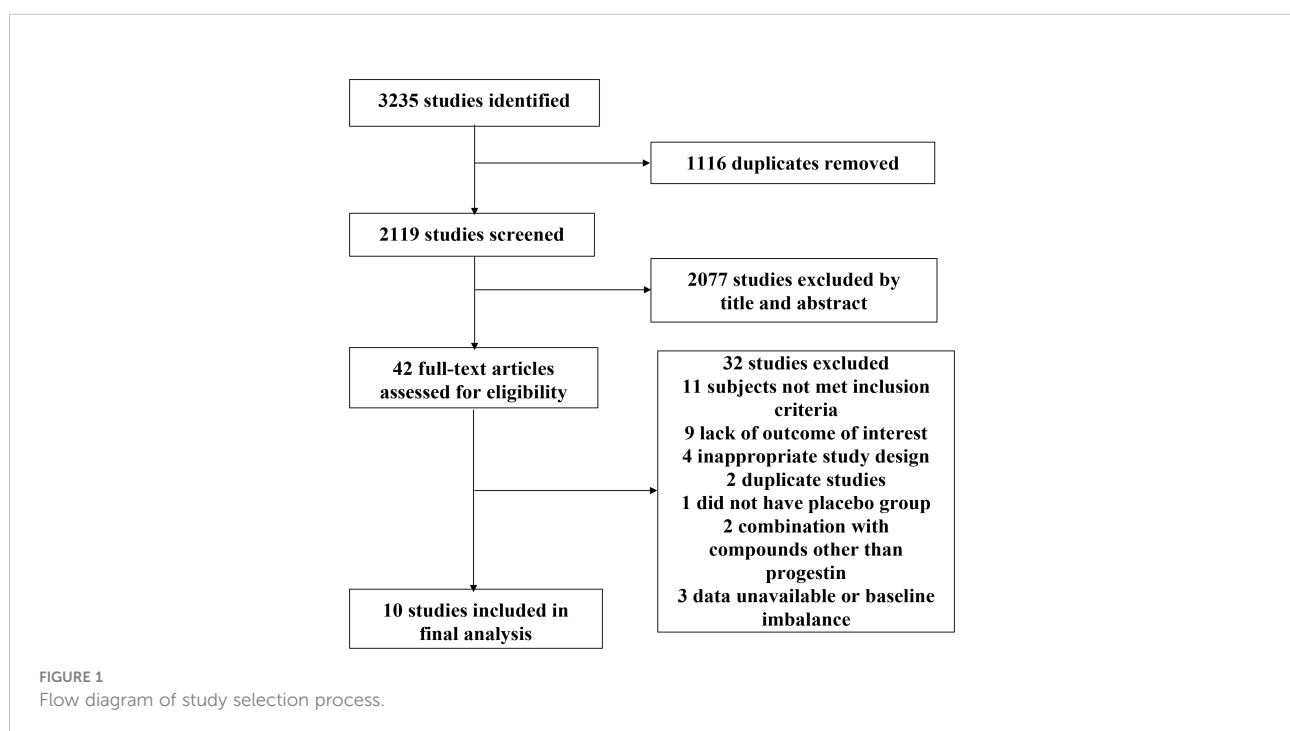 3235 studies identified
1116 duplicates removed
2119 studies screened
2077 studies excluded by
title and abstract
42 full-text articles
assessed for eligibility
32 studies excluded
11 subjects not met inclusion
criteria
9 lack of outcome of interest
4 inappropriate study design
2 duplicate studies
1 did not have placebo group
2 combination with
compounds other than
progestin
3 data unavailable or baseline
imbalance
10 studies included in
final analysis
FIGURE 1
Flow diagram of study selection process.